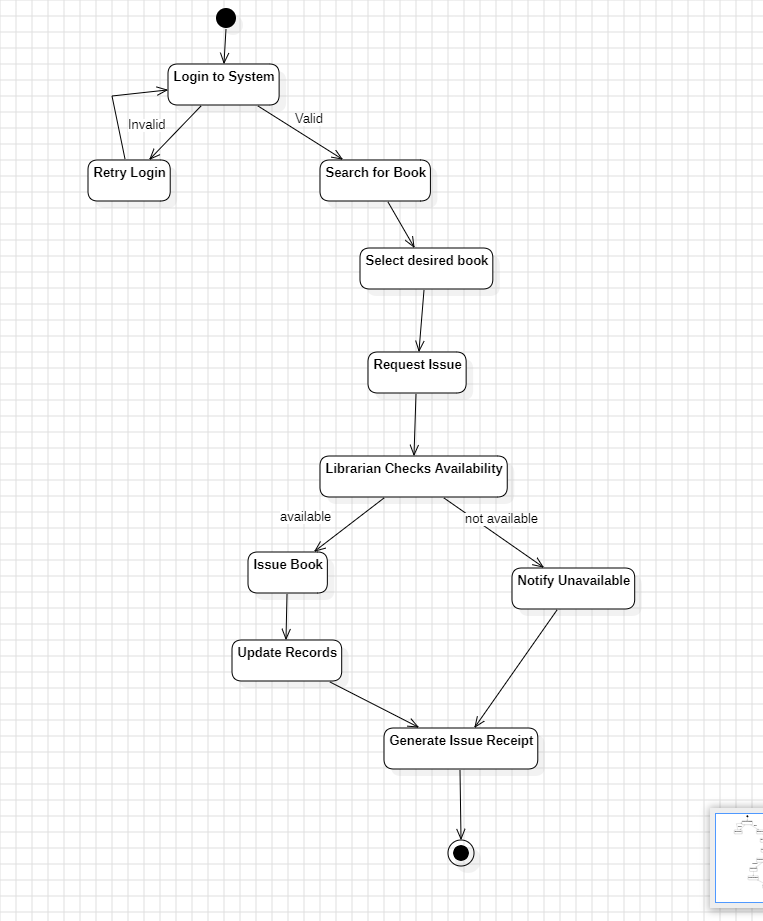 Login to System
Invalid
Valid
Retry Login
Search for Book
Select desired book
Request Issue
Librarian Checks Availability
available
not available
Issue Book
Notify Unavailable
Update Records
Generate Issue Receipt